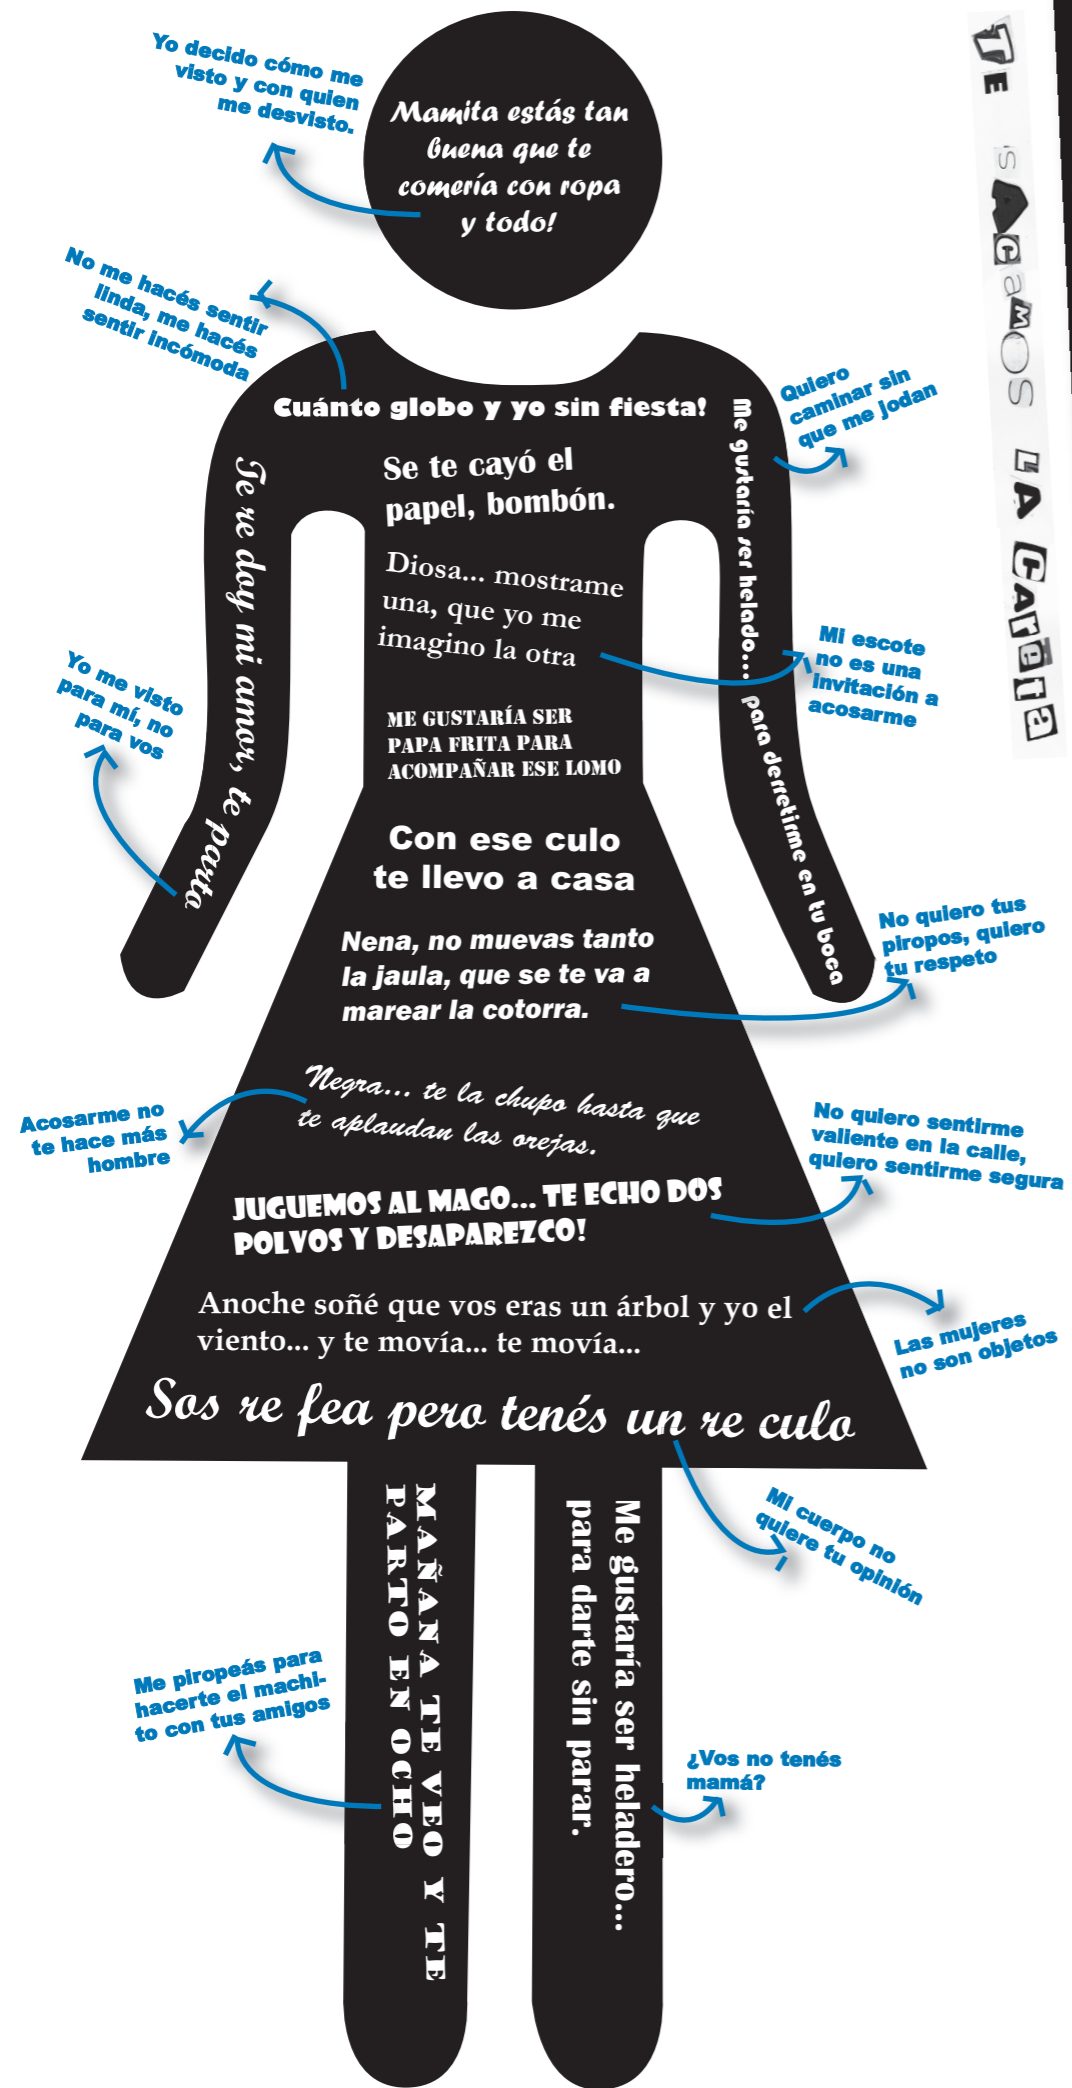 TE SACAMOS LA CARETA
Yo decido cómo me
visto y con quien
me desvisto.
Mamita estás tan
buena que te
comería con ropa
y todo!
No me hacés sentir
linda, me hacés
sentir incómoda
Cuánto globo y yo sin fiesta!
Quiero
caminar sin
que me jodan
Se te cayó el
papel, bombón.
Me gustaría ser helado... para derretirme en tu boca
Te re doy mi amor, te parto
Diosa... mostrame
una, que yo me
imagino la otra
Mi escote
no es una
invitación a
acosarme
Yo me visto
para mí, no
para vos
ME GUSTARÍA SER
PAPA FRITA PARA
ACOMPAÑAR ESE LOMO
Con ese culo
te llevo a casa
Nena, no muevas tanto
la jaula, que se te va a
marear la cotorra.
No quiero tus
piropos, quiero
tu respeto
Negra... te la chupo hasta que
te aplaudan las orejas.
Acosarme no
te hace más
hombre
No quiero sentirme
valiente en la calle,
quiero sentirme segura
JUGUEMOS AL MAGO... TE ECHO DOS
POLVOS Y DESAPAREZCO!
Anoche soñé que vos eras un árbol y yo el
viento... y te movía... te movía...
Las mujeres
no son objetos
Sos re fea pero tenés un re culo
Mi cuerpo no
quiere tu opinión
MAÑANA TE VEO Y TE
PARTO EN OCHO
Me gustaría ser heladero...
para darte sin parar.
Me piropeás para
hacerte el machi-
to con tus amigos
¿Vos no tenés
mamá?